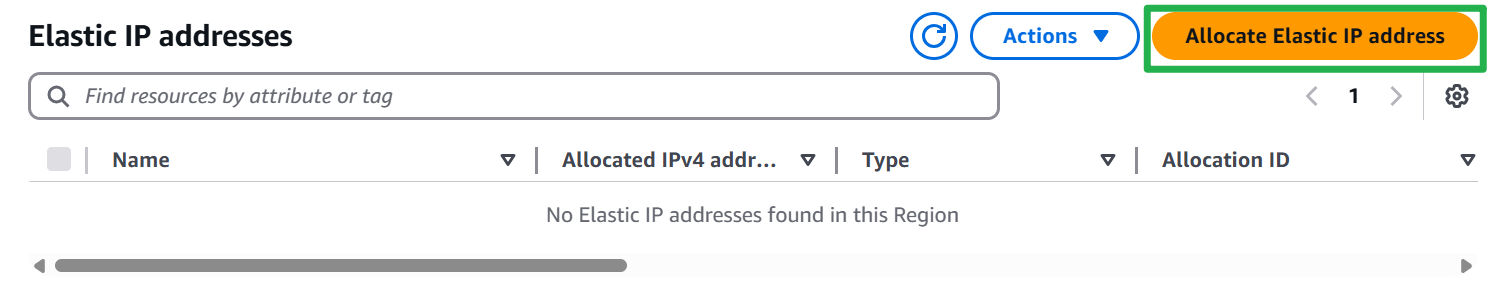 Elastic IP addresses
Actions
Allocate Elastic IP address
Find resources by attribute or tag
1
Name
Allocated IPv4 addr...
Type
Allocation ID
No Elastic IP addresses found in this Region